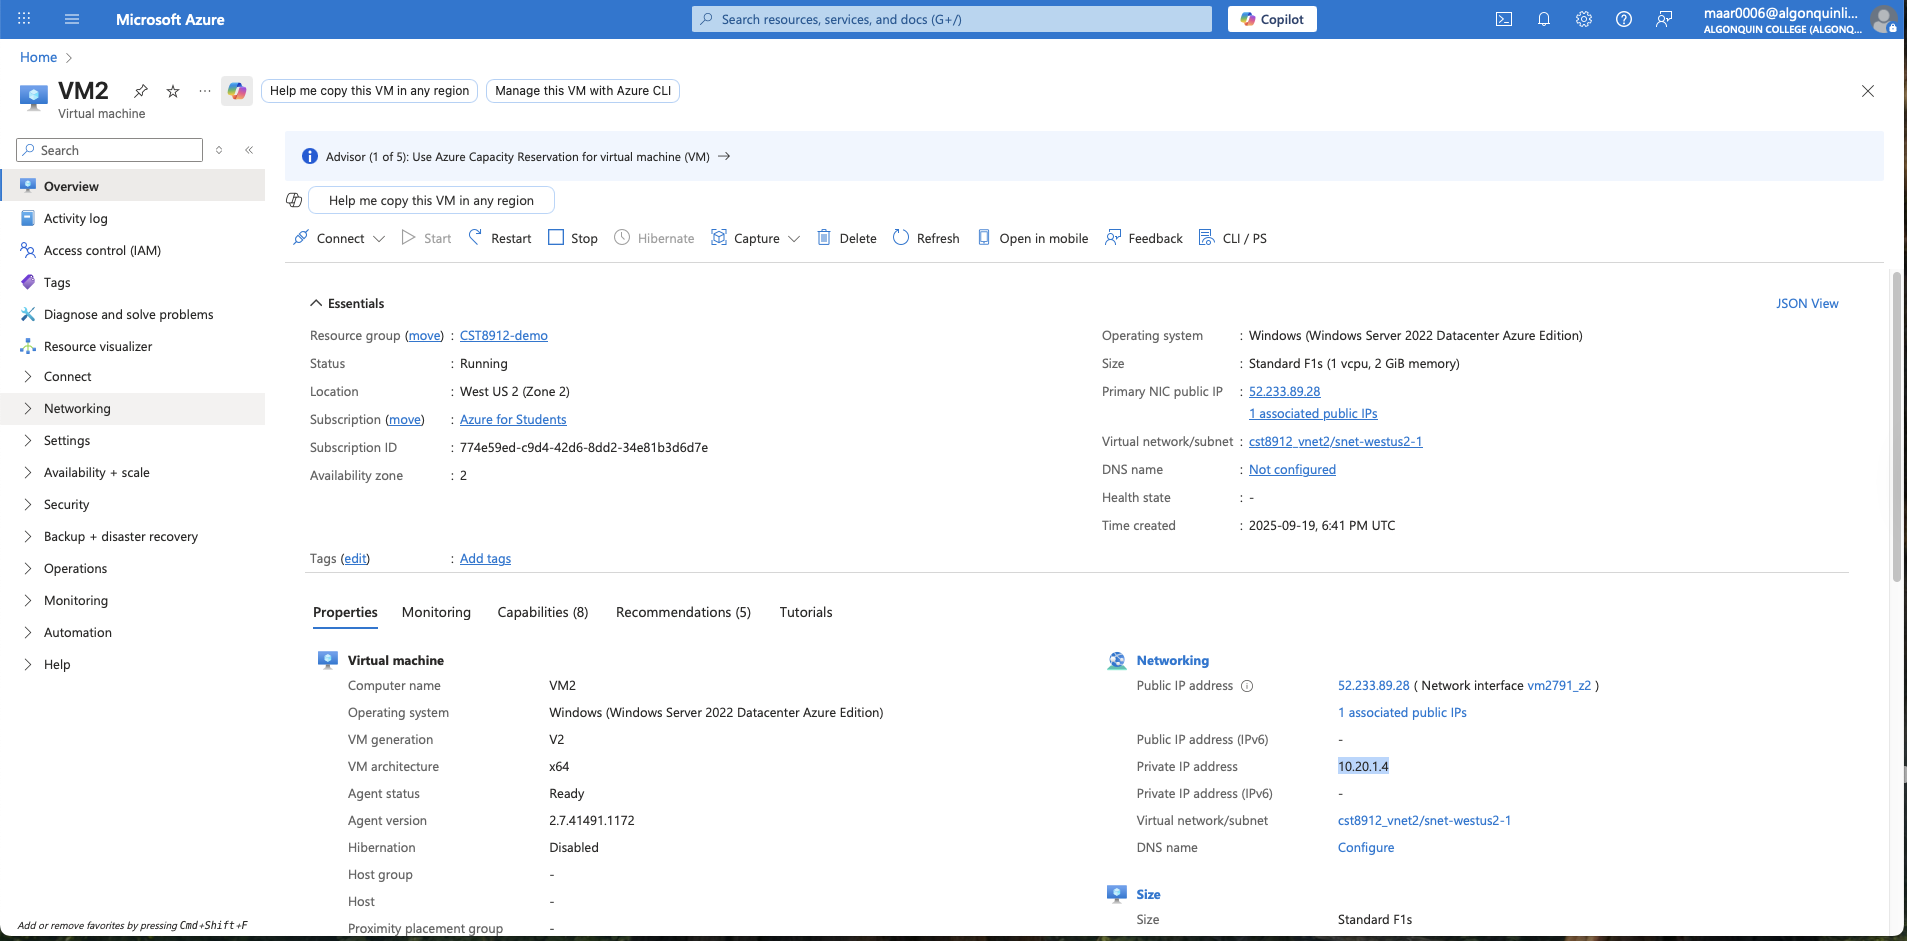 Microsoft Azure
Search resources, services, and docs (G+/)
Copilot
maar0006@algonquinli...
ALGONQUIN COLLEGE (ALGONQ...
Home
VM2
Virtual machine
Help me copy this VM in any region
Manage this VM with Azure CLI
Search
Overview
Activity log
Access control (IAM)
Tags
Diagnose and solve problems
Resource visualizer
Connect
Networking
Settings
Availability + scale
Security
Backup + disaster recovery
Operations
Monitoring
Automation
Help
Add or remove favorites by pressing Cmd+Shift+F
Advisor (1 of 5): Use Azure Capacity Reservation for virtual machine (VM) →
Help me copy this VM in any region
Connect Start Restart Stop Hibernate Capture Delete Refresh Open in mobile Feedback CLI / PS
Essentials
JSON View
Resource group (move) : CST8912-demo
Status : Running
Location : West US 2 (Zone 2)
Subscription (move) : Azure for Students
Subscription ID : 774e59ed-c9d4-42d6-8dd2-34e81b3d6d7e
Availability zone : 2
Operating system : Windows (Windows Server 2022 Datacenter Azure Edition)
Size : Standard F1s (1 vcpu, 2 GiB memory)
Primary NIC public IP : 52.233.89.28
1 associated public IPs
Virtual network/subnet : cst8912_vnet2/snet-westus2-1
DNS name : Not configured
Health state : -
Time created : 2025-09-19, 6:41 PM UTC
Tags (edit) : Add tags
Properties Monitoring Capabilities (8) Recommendations (5) Tutorials
Virtual machine
Computer name VM2
Operating system Windows (Windows Server 2022 Datacenter Azure Edition)
VM generation V2
VM architecture x64
Agent status Ready
Agent version 2.7.41491.1172
Hibernation Disabled
Host group -
Host -
Proximity placement group -
Networking
Public IP address 52.233.89.28 ( Network interface vm2791_z2 )
1 associated public IPs
Public IP address (IPv6) -
Private IP address 10.20.1.4
Private IP address (IPv6) -
Virtual network/subnet cst8912_vnet2/snet-westus2-1
DNS name Configure
Size
Size Standard F1s